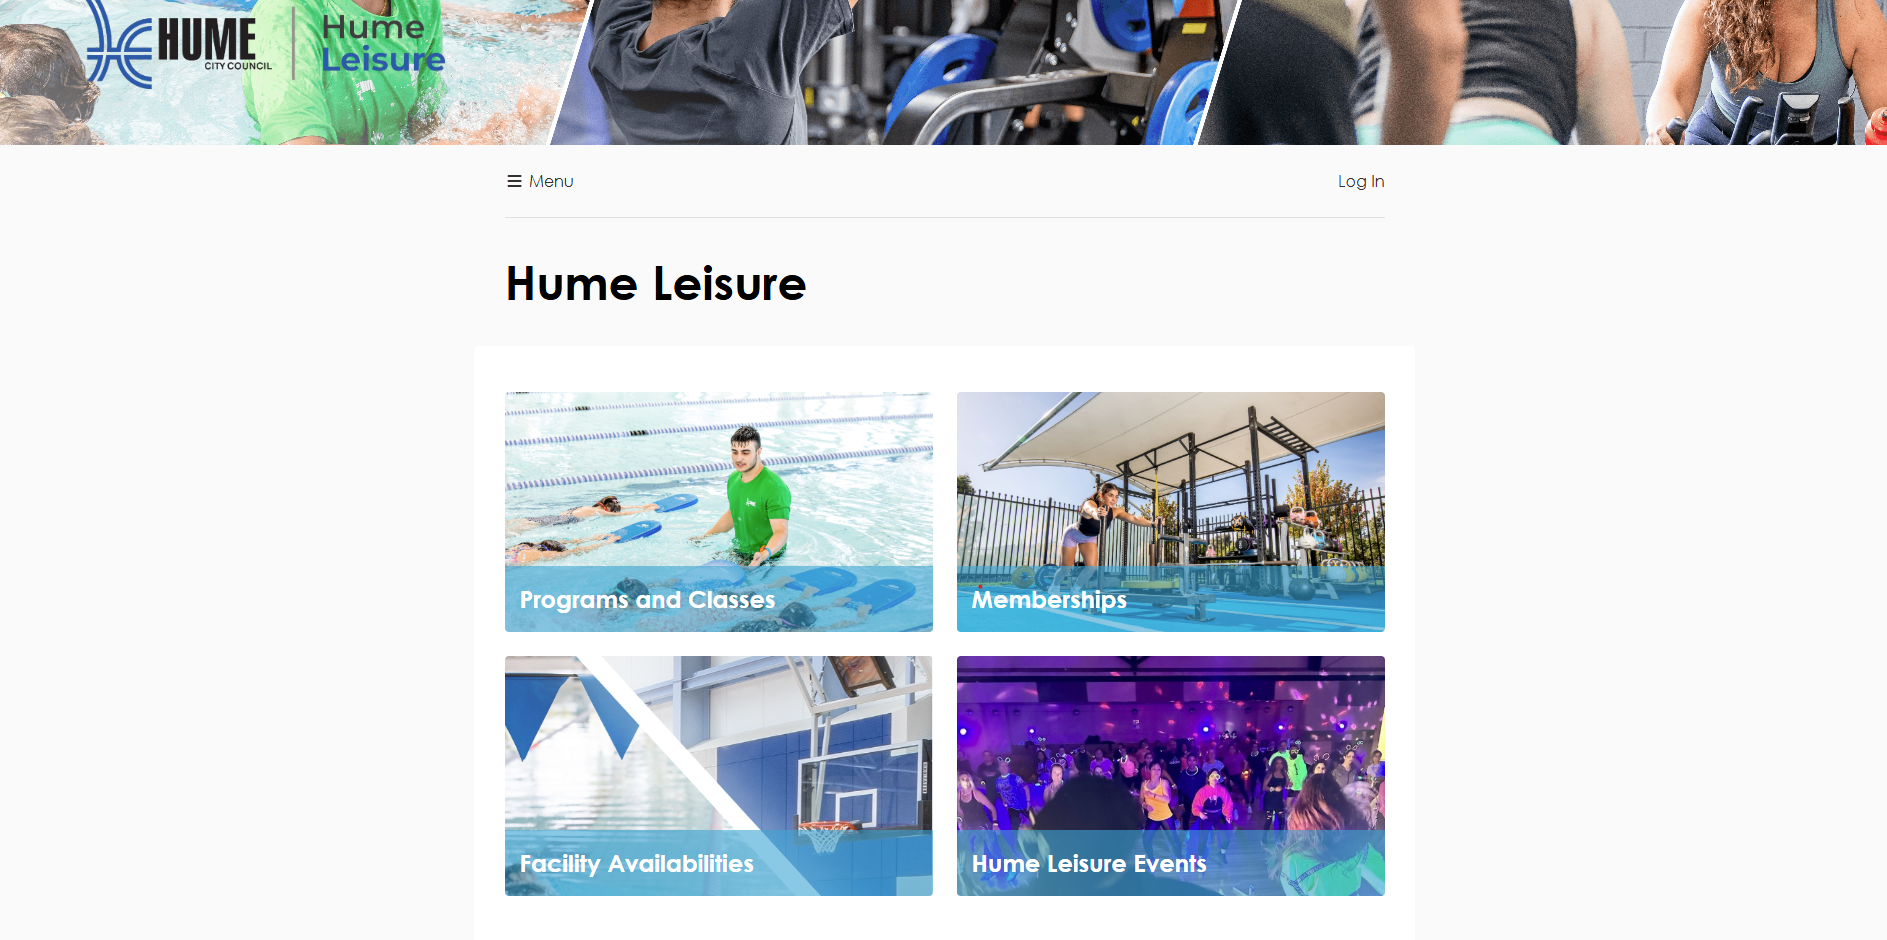 HUME
CITY COUNCIL
Hume
Leisure
Menu
Log In
Hume Leisure
Programs and Classes
Memberships
Facility Availabilities
Hume Leisure Events